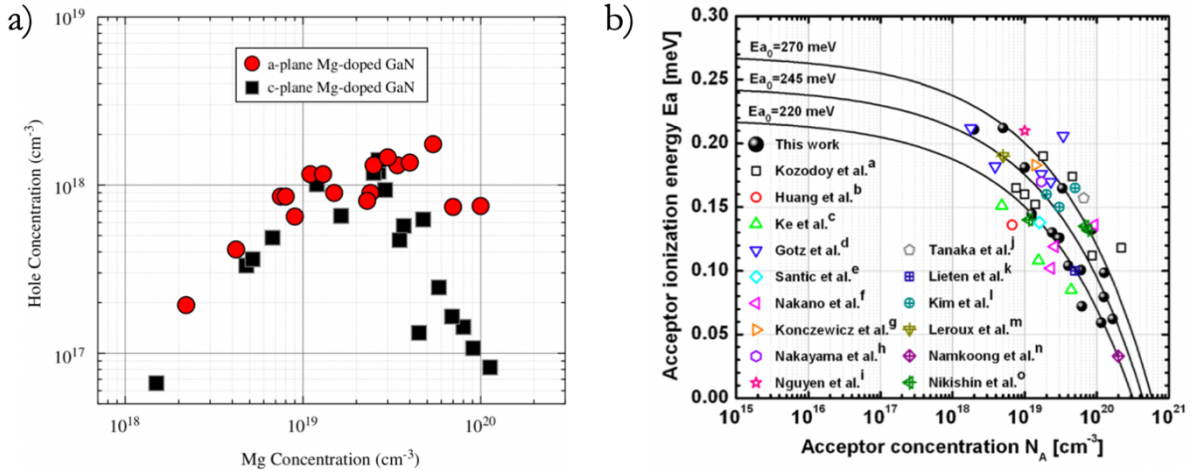 a)
10^19
10^18
10^17
Hole Concentration (cm^-3)
a-plane Mg-doped GaN
c-plane Mg-doped GaN
10^18
10^19
10^20
Mg Concentration (cm^-3)
b)
0.30
0.25
0.20
0.15
0.10
0.05
0.00
Acceptor ionization energy Ea [meV]
Ea_0=270 meV
Ea_0=245 meV
Ea_0=220 meV
This work
Kozodoy et al.^a
Huang et al.^b
Ke et al.^c
Gotz et al.^d
Santic et al.^e
Nakano et al.^f
Konczewicz et al.^g
Nakayama et al.^h
Nguyen et al.^i
Tanaka et al.^j
Lieten et al.^k
Kim et al.^l
Leroux et al.^m
Namkoong et al.^n
Nikishin et al.^o
10^15
10^16
10^17
10^18
10^19
10^20
10^21
Acceptor concentration N_A [cm^-3]